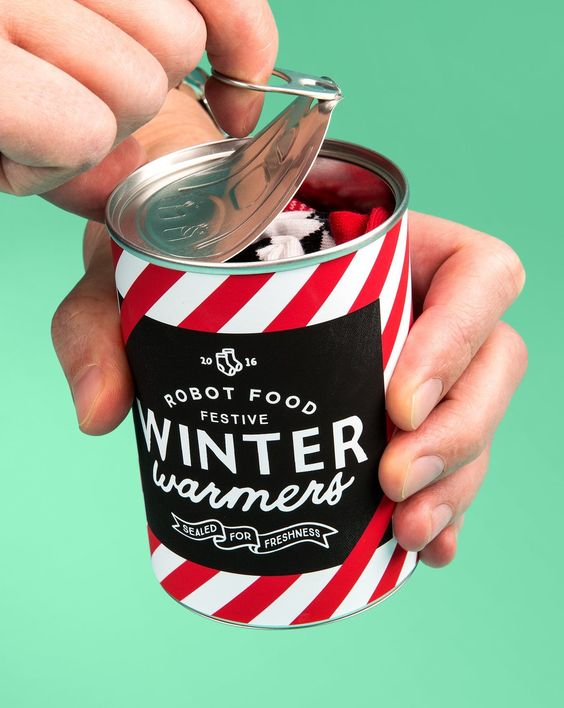 20 16
ROBOT FOOD
FESTIVE
WINTER
warmers
SEALED FOR FRESHNESS